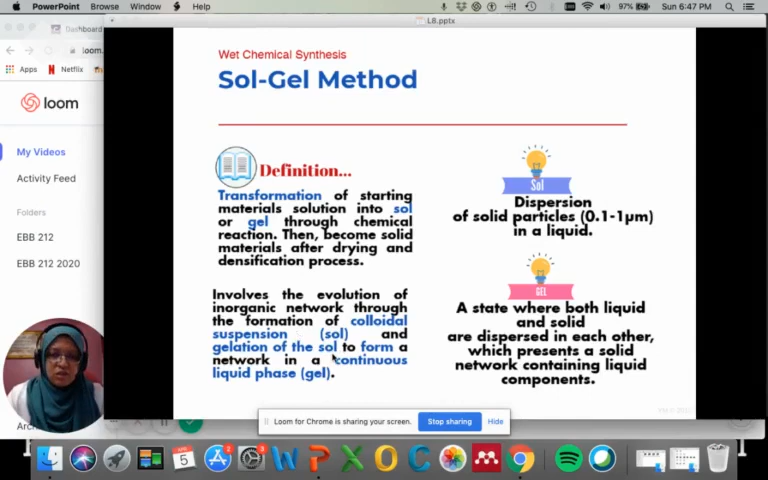 PowerPoint Browse Window Help
97% Sun 6:47 PM
L8.pptx
Dashboard
loom.
Apps Netflix
loom
My Videos
Activity Feed
Folders
EBB 212
EBB 212 2020
Wet Chemical Synthesis
Sol-Gel Method
Definition...
Transformation of starting
materials solution into sol
or gel through chemical
reaction. Then, become solid
materials after drying and
densification process.
Involves the evolution of
inorganic network through
the formation of colloidal
suspension (sol) and
gelation of the sol to form a
network in a continuous
liquid phase (gel).
Sol
Dispersion
of solid particles (0.1-1μm)
in a liquid.
GEL
A state where both liquid
and solid
are dispersed in each other,
which presents a solid
network containing liquid
components.
Loom for Chrome is sharing your screen. Stop sharing Hide